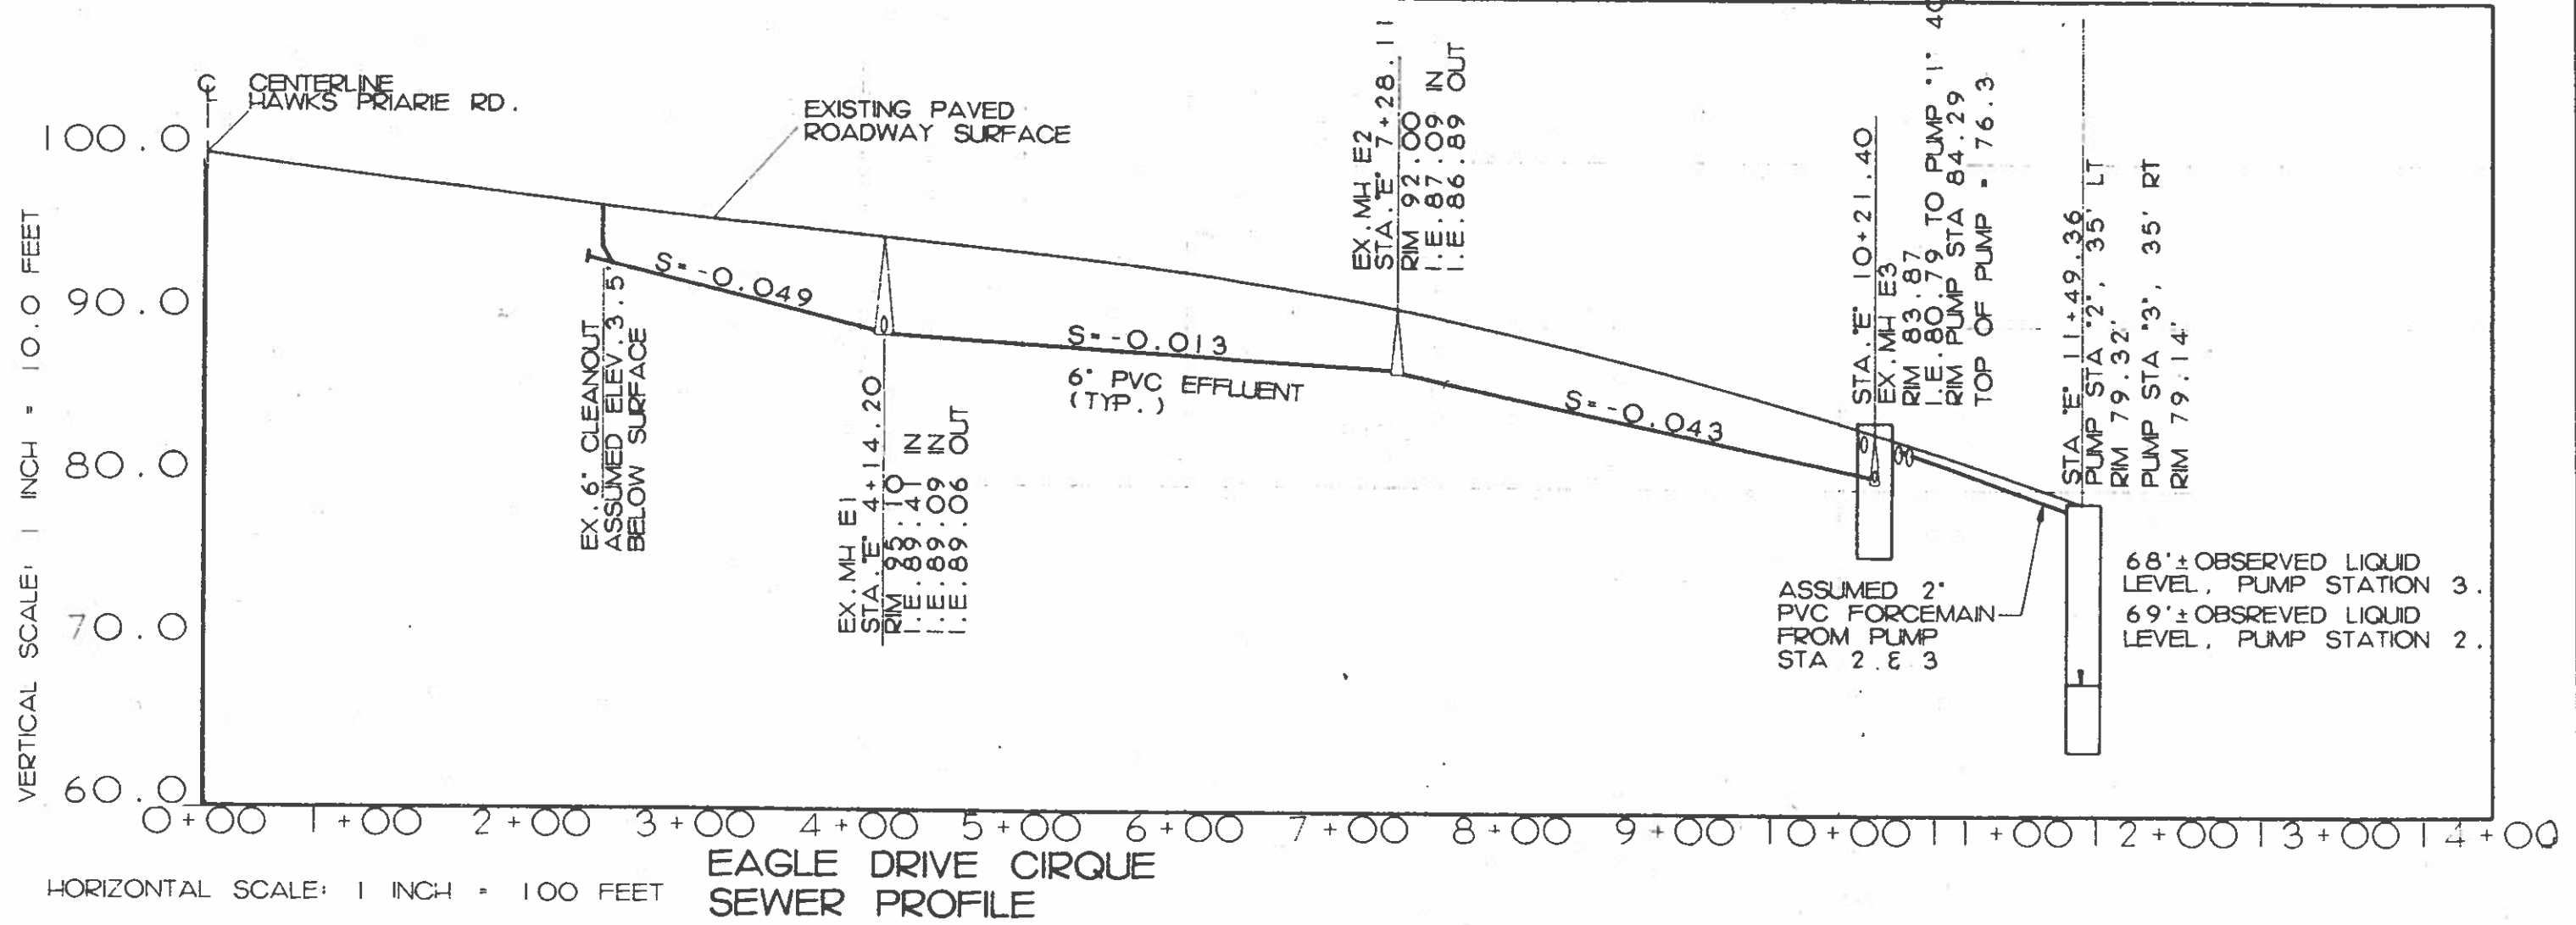 ℄ CENTERLINE
HAWKS PRIARIE RD.
EXISTING PAVED
ROADWAY SURFACE
VERTICAL SCALE: 1 INCH = 10.0 FEET
100.0
90.0
80.0
70.0
60.0
S=-0.049
S=-0.013
S=-0.043
6" PVC EFFLUENT
(TYP.)
EX.6" CLEANOUT
ASSUMED ELEV.3.5'
BELOW SURFACE
EX.MH E1
STA."E" 4+14.20
RIM 95.10
I.E.89.41 IN
I.E.89.09 IN
I.E.89.06 OUT
EX.MH E2
STA."E" 7+28.11
RIM 92.00
I.E.87.09 IN
I.E.86.89 OUT
STA."E" 10+21.40
EX.MH E3
RIM 83.87
I.E.80.79 TO PUMP "1"
RIM PUMP STA 84.29
TOP OF PUMP = 76.3
STA "E" 11+49.36
PUMP STA "2", 35' LT
RIM 79.32'
PUMP STA "3", 35' RT
RIM 79.14'
ASSUMED 2"
PVC FORCEMAIN
FROM PUMP
STA 2.& 3
68'±OBSERVED LIQUID
LEVEL, PUMP STATION 3.
69'±OBSREVED LIQUID
LEVEL, PUMP STATION 2.
0+00 1+00 2+00 3+00 4+00 5+00 6+00 7+00 8+00 9+00 10+00 11+00 12+00 13+00 14+00
HORIZONTAL SCALE: 1 INCH = 100 FEET
EAGLE DRIVE CIRQUE
SEWER PROFILE